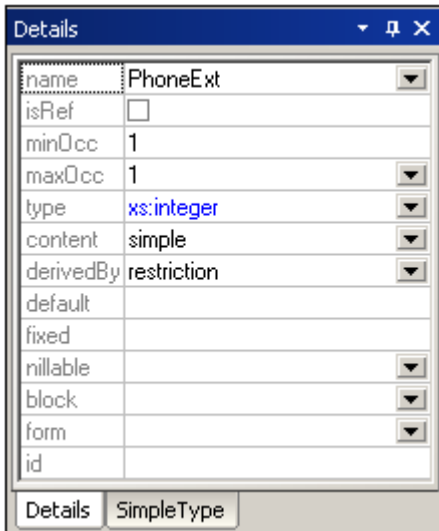 Details
name PhoneExt
isRef
minOcc 1
maxOcc 1
type xs:integer
content simple
derivedBy restriction
default
fixed
nillable
block
form
id
Details SimpleType